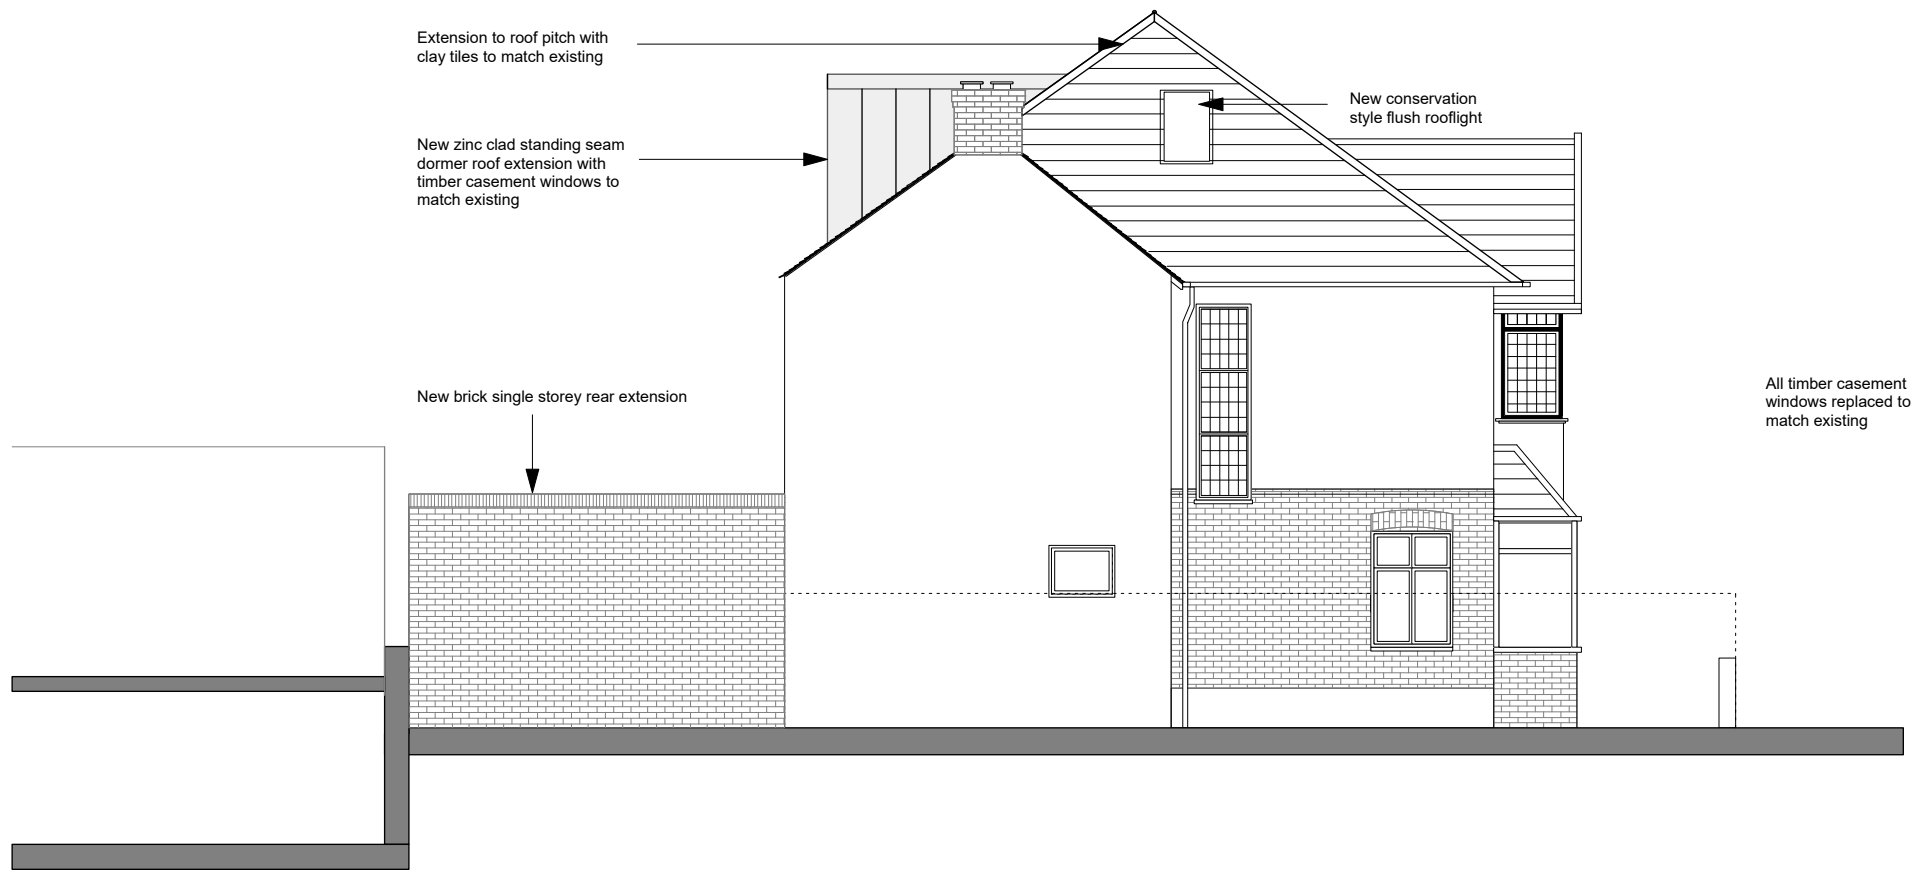 Extension to roof pitch with
clay tiles to match existing
New conservation
style flush rooflight
New zinc clad standing seam
dormer roof extension with
timber casement windows to
match existing
New brick single storey rear extension
All timber casement
windows replaced to
match existing